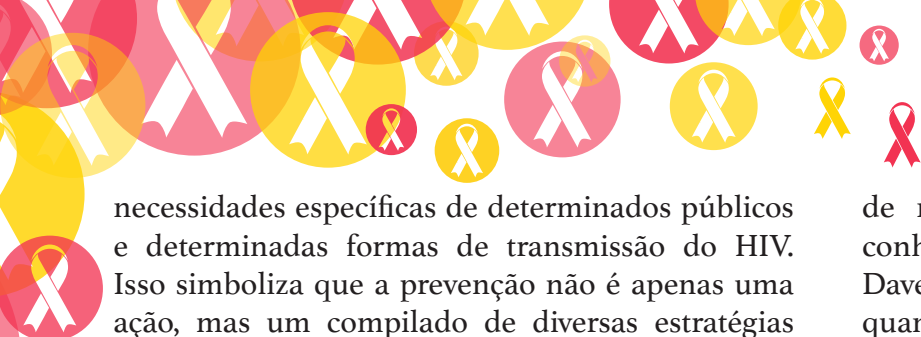 necessidades específicas de determinados públicos
e determinadas formas de transmissão do HIV.
Isso simboliza que a prevenção não é apenas uma
ação, mas um compilado de diversas estratégias
de